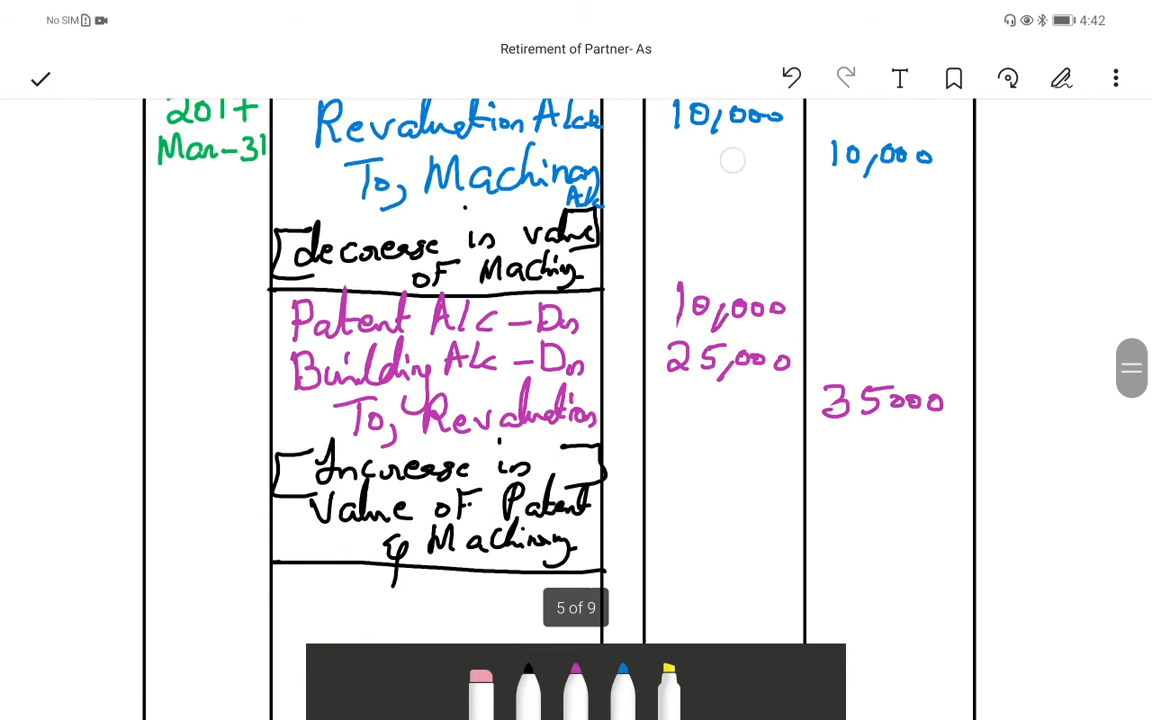 No SIM
4:42
Retirement of Partner- As
2017
Mar-31
Revaluation A/c
10,000
To, Machinery
A/c
10,000
decrease in value
of Machin
Patent A/c - Dr
10,000
Building A/c - Dr
25,000
To, Revaluation
35000
Increase in
Value of Patent
& Machinery
5 of 9